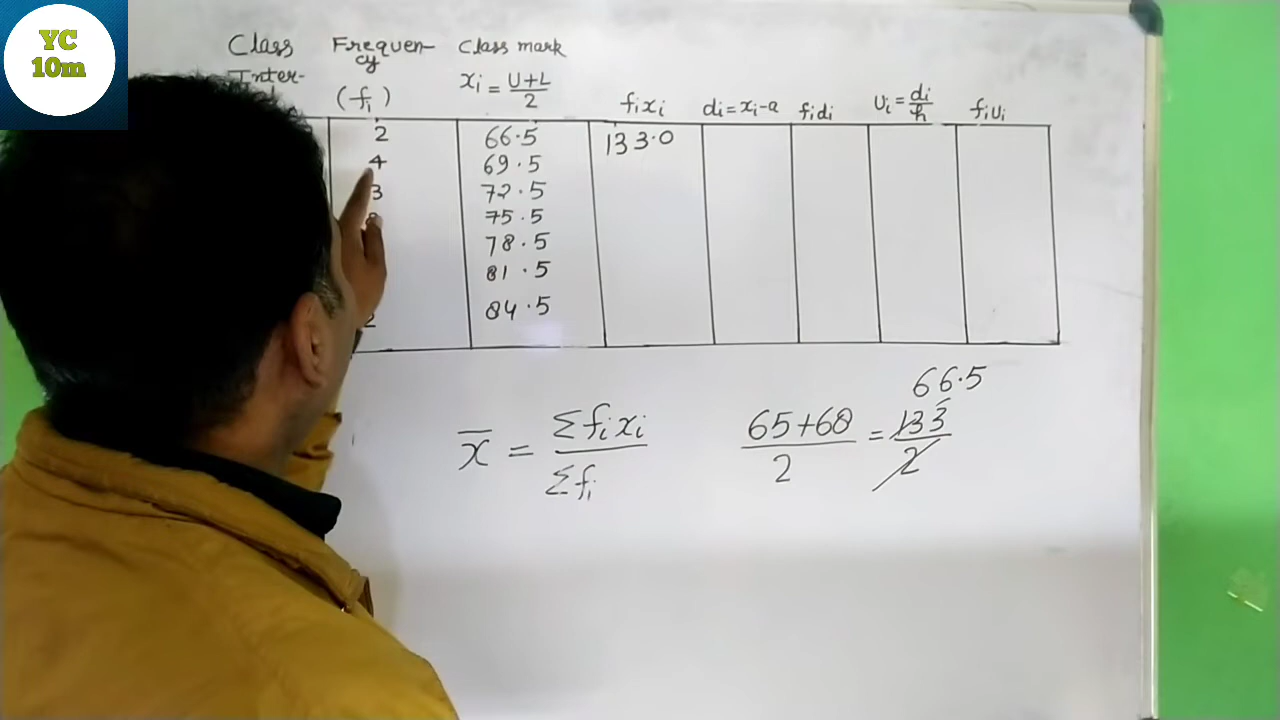 YC
10m
Class Frequen- Class mark
cy
Inter-
(fi) xi = U+L/2 fixi di=xi-a fidi ui=di/h fiui
2 66.5 133.0
4 69.5
3 72.5
8 75.5
78.5
81.5
2 84.5
66.5
x̅ = Σfixi/Σfi 65+68/2 = 133/2